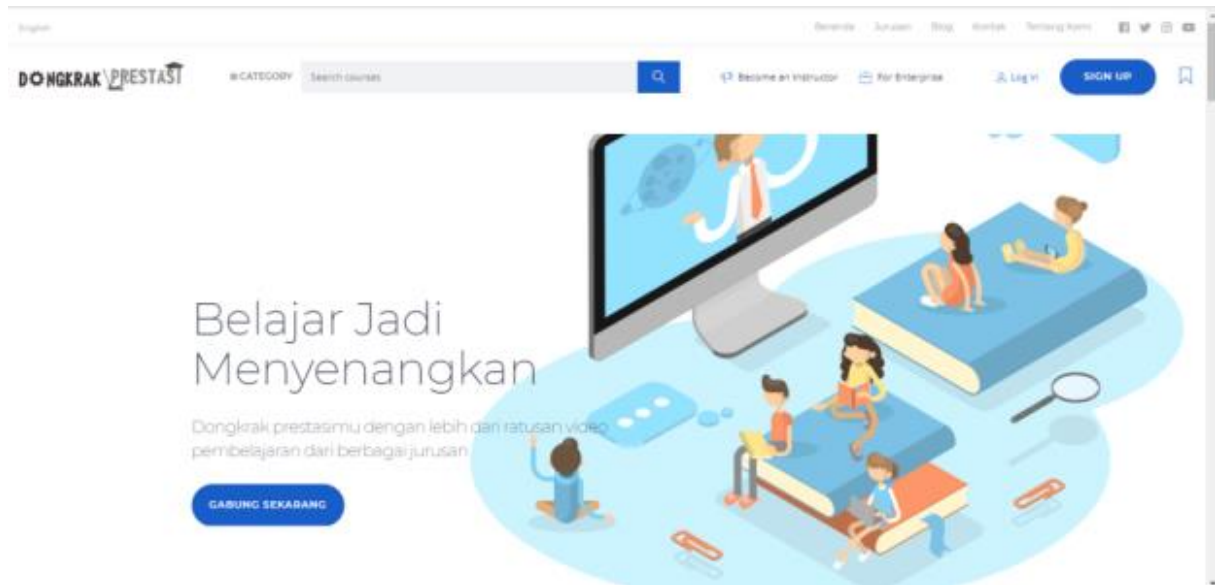 English
Beranda Jurusan Blog Kontak Tentang Kami
DONGKRAK PRESTASI
CATEGORY Search courses Become an Instructor For Enterprise Log in SIGN UP
Belajar Jadi
Menyenangkan
Dongkrak prestasimu dengan lebih dari ratusan video
pembelajaran dari berbagai jurusan
GABUNG SEKARANG